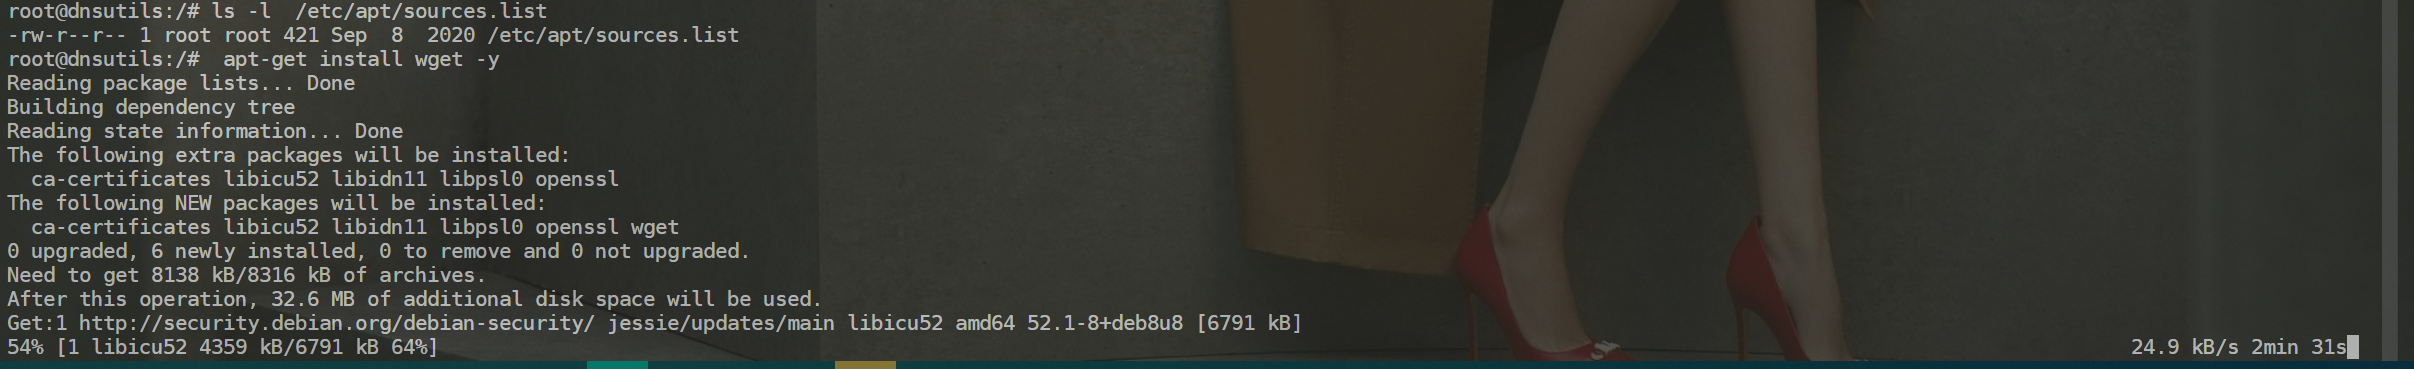 root@dnsutils:/# ls -l  /etc/apt/sources.list
-rw-r--r-- 1 root root 421 Sep  8  2020 /etc/apt/sources.list
root@dnsutils:/#  apt-get install wget -y
Reading package lists... Done
Building dependency tree
Reading state information... Done
The following extra packages will be installed:
  ca-certificates libicu52 libidn11 libpsl0 openssl
The following NEW packages will be installed:
  ca-certificates libicu52 libidn11 libpsl0 openssl wget
0 upgraded, 6 newly installed, 0 to remove and 0 not upgraded.
Need to get 8138 kB/8316 kB of archives.
After this operation, 32.6 MB of additional disk space will be used.
Get:1 http://security.debian.org/debian-security/ jessie/updates/main libicu52 amd64 52.1-8+deb8u8 [6791 kB]
54% [1 libicu52 4359 kB/6791 kB 64%] 24.9 kB/s 2min 31s